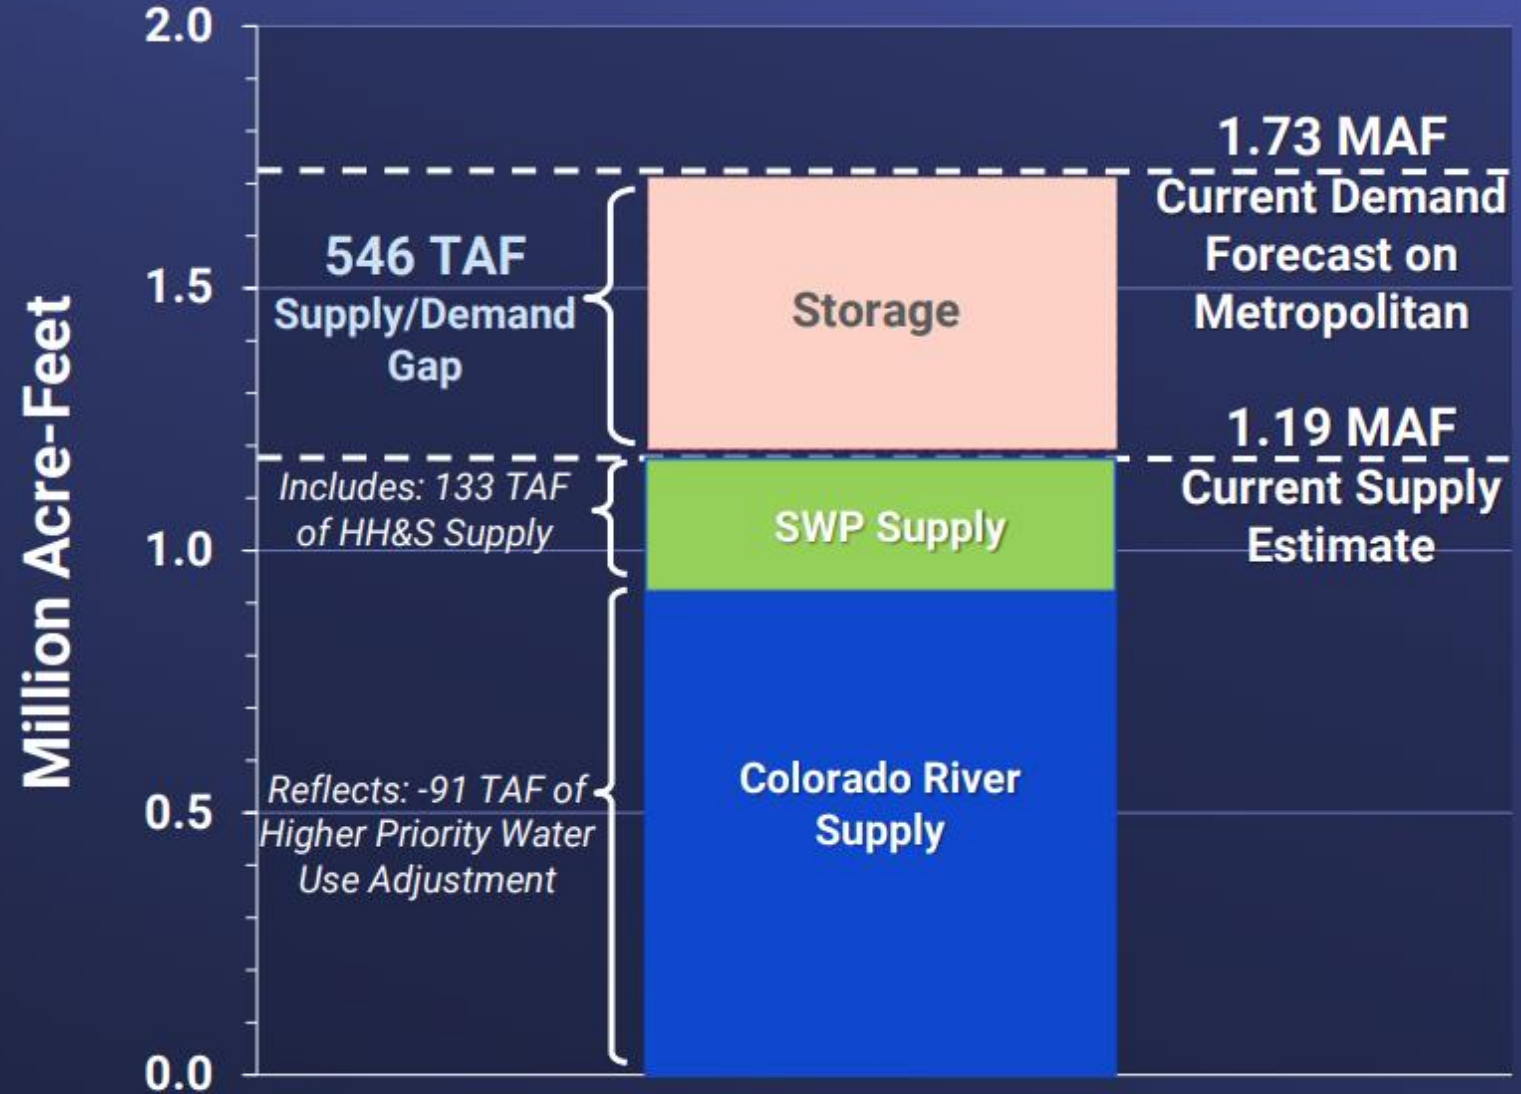 Million Acre-Feet
2.0
1.5
1.0
0.5
0.0
546 TAF
Supply/Demand
Gap
Includes: 133 TAF
of HH&S Supply
Reflects: -91 TAF of
Higher Priority Water
Use Adjustment
Storage
SWP Supply
Colorado River
Supply
1.73 MAF
Current Demand
Forecast on
Metropolitan
1.19 MAF
Current Supply
Estimate